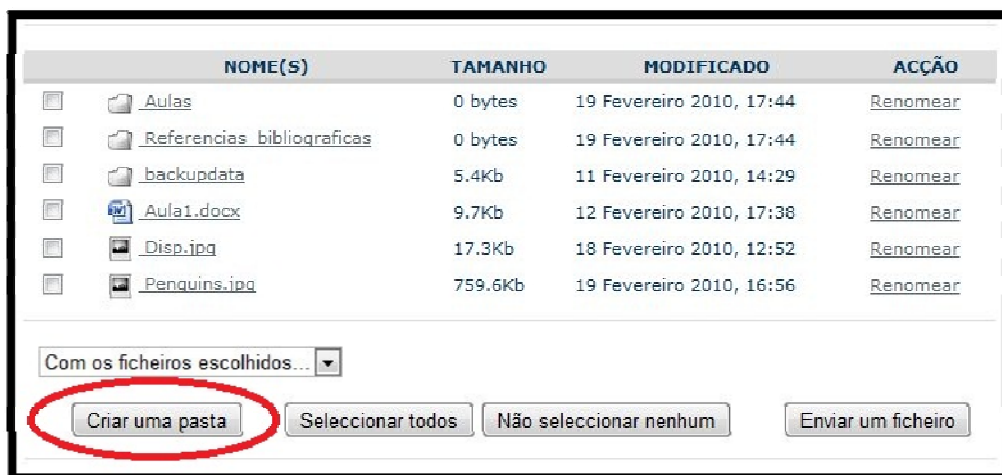 NOME(S) TAMANHO MODIFICADO ACÇÃO
Aulas 0 bytes 19 Fevereiro 2010, 17:44 Renomear
Referencias_bibliograficas 0 bytes 19 Fevereiro 2010, 17:44 Renomear
backupdata 5.4Kb 11 Fevereiro 2010, 14:29 Renomear
Aula1.docx 9.7Kb 12 Fevereiro 2010, 17:38 Renomear
Disp.jpg 17.3Kb 18 Fevereiro 2010, 12:52 Renomear
Penguins.jpg 759.6Kb 19 Fevereiro 2010, 16:56 Renomear
Com os ficheiros escolhidos...
Criar uma pasta Seleccionar todos Não seleccionar nenhum Enviar um ficheiro